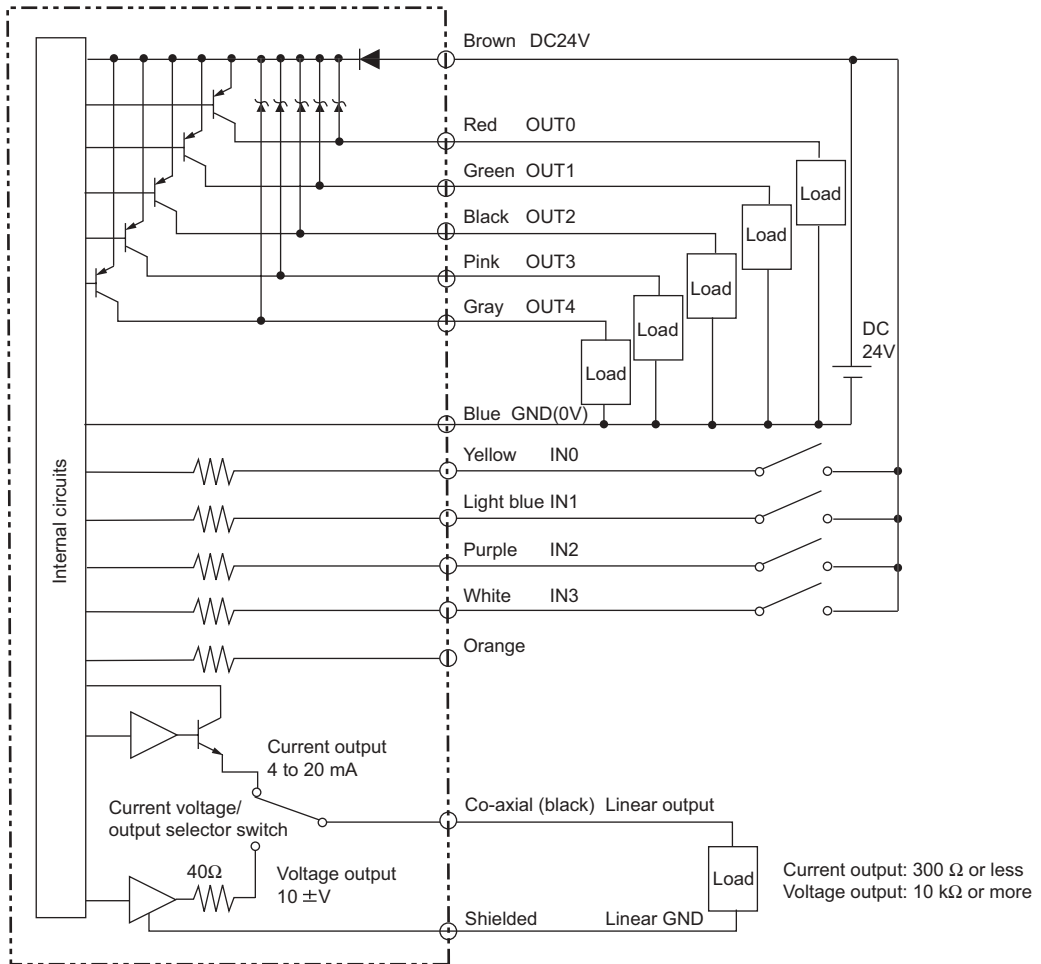 Brown DC24V
Red OUT0
Green OUT1
Load
Black OUT2
Load
Pink OUT3
Load
Gray OUT4
Load
DC
24V
Load
Blue GND(0V)
Yellow IN0
Light blue IN1
Internal circuits
Purple IN2
White IN3
Orange
Current output
4 to 20 mA
Current voltage/
output selector switch
Co-axial (black) Linear output
40Ω
Voltage output
10 ±V
Load
Current output: 300 Ω or less
Voltage output: 10 kΩ or more
Shielded Linear GND